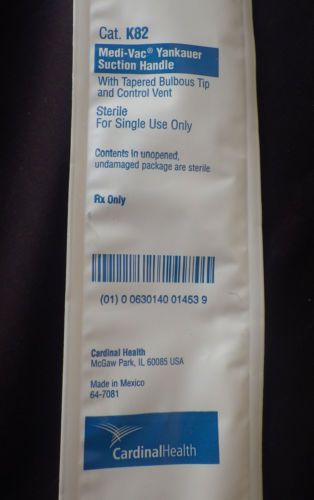 Cat. K82
Medi-Vac® Yankauer
Suction Handle
With Tapered Bulbous Tip
and Control Vent
Sterile
For Single Use Only
Contents in unopened,
undamaged package are sterile
Rx Only
(01) 0 0630140 01453 9
Cardinal Health
McGaw Park, IL 60085 USA
Made in Mexico
64-7081
CardinalHealth